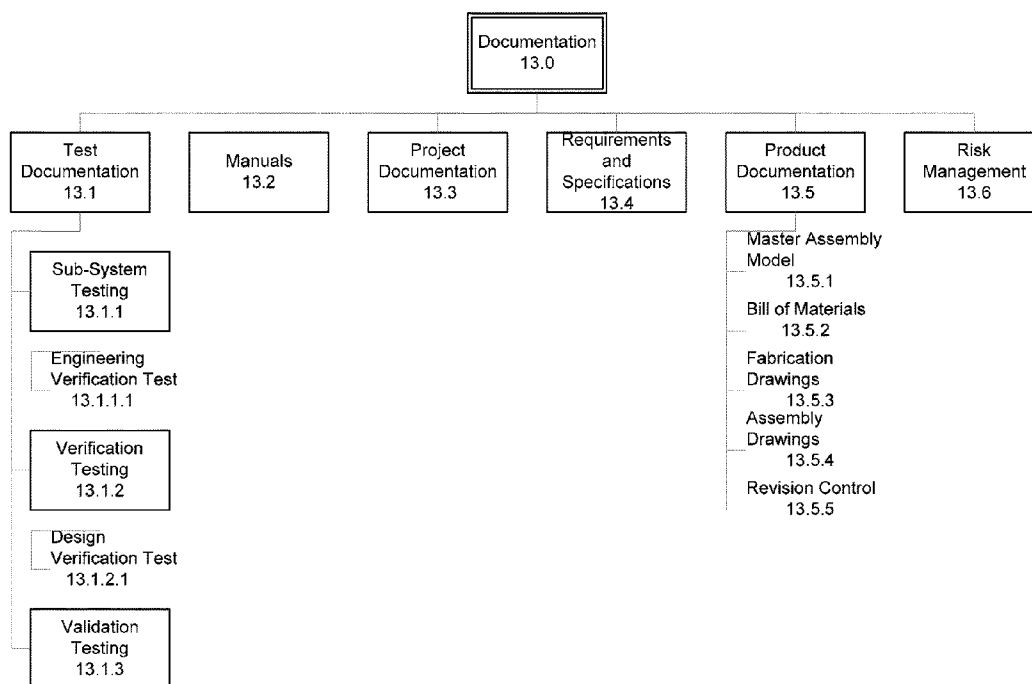 Documentation
13.0
Test
Documentation
13.1
Manuals
13.2
Project
Documentation
13.3
Requirements
and
Specifications
13.4
Product
Documentation
13.5
Risk
Management
13.6
Sub-System
Testing
13.1.1
Engineering
Verification Test
13.1.1.1
Verification
Testing
13.1.2
Design
Verification Test
13.1.2.1
Validation
Testing
13.1.3
Master Assembly
Model
13.5.1
Bill of Materials
13.5.2
Fabrication
Drawings
13.5.3
Assembly
Drawings
13.5.4
Revision Control
13.5.5